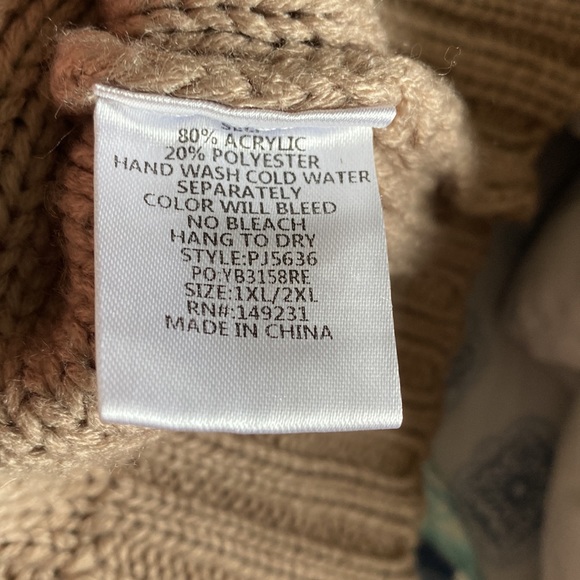 80% ACRYLIC
20% POLYESTER
HAND WASH COLD WATER
SEPARATELY
COLOR WILL BLEED
NO BLEACH
HANG TO DRY
STYLE:PJ5636
PO:YB3158RE
SIZE:1XL/2XL
RN#:149231
MADE IN CHINA